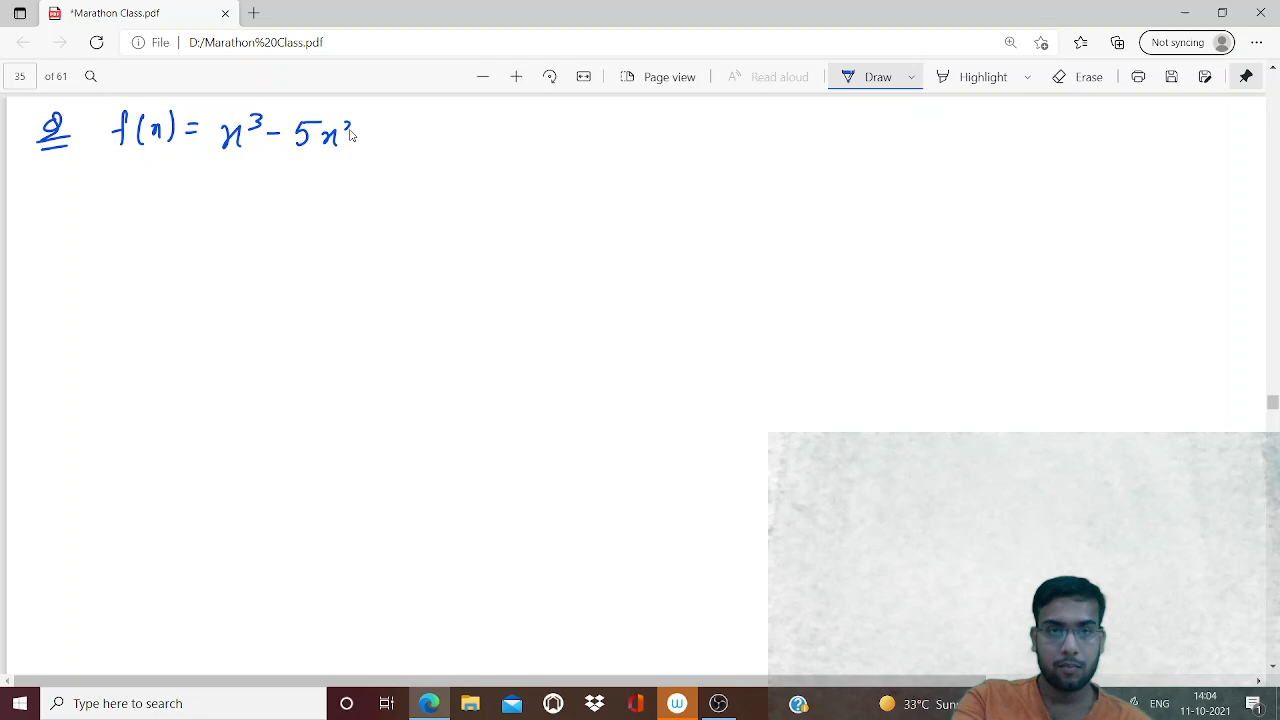 *Marathon Class.pdf
File D:/Marathon%20Class.pdf Not syncing
35 of 61 Page view Read aloud Draw Highlight Erase
Q f(x) = x³ - 5x²
Type here to search 33°C Sunn ENG 14:04
11-10-2021